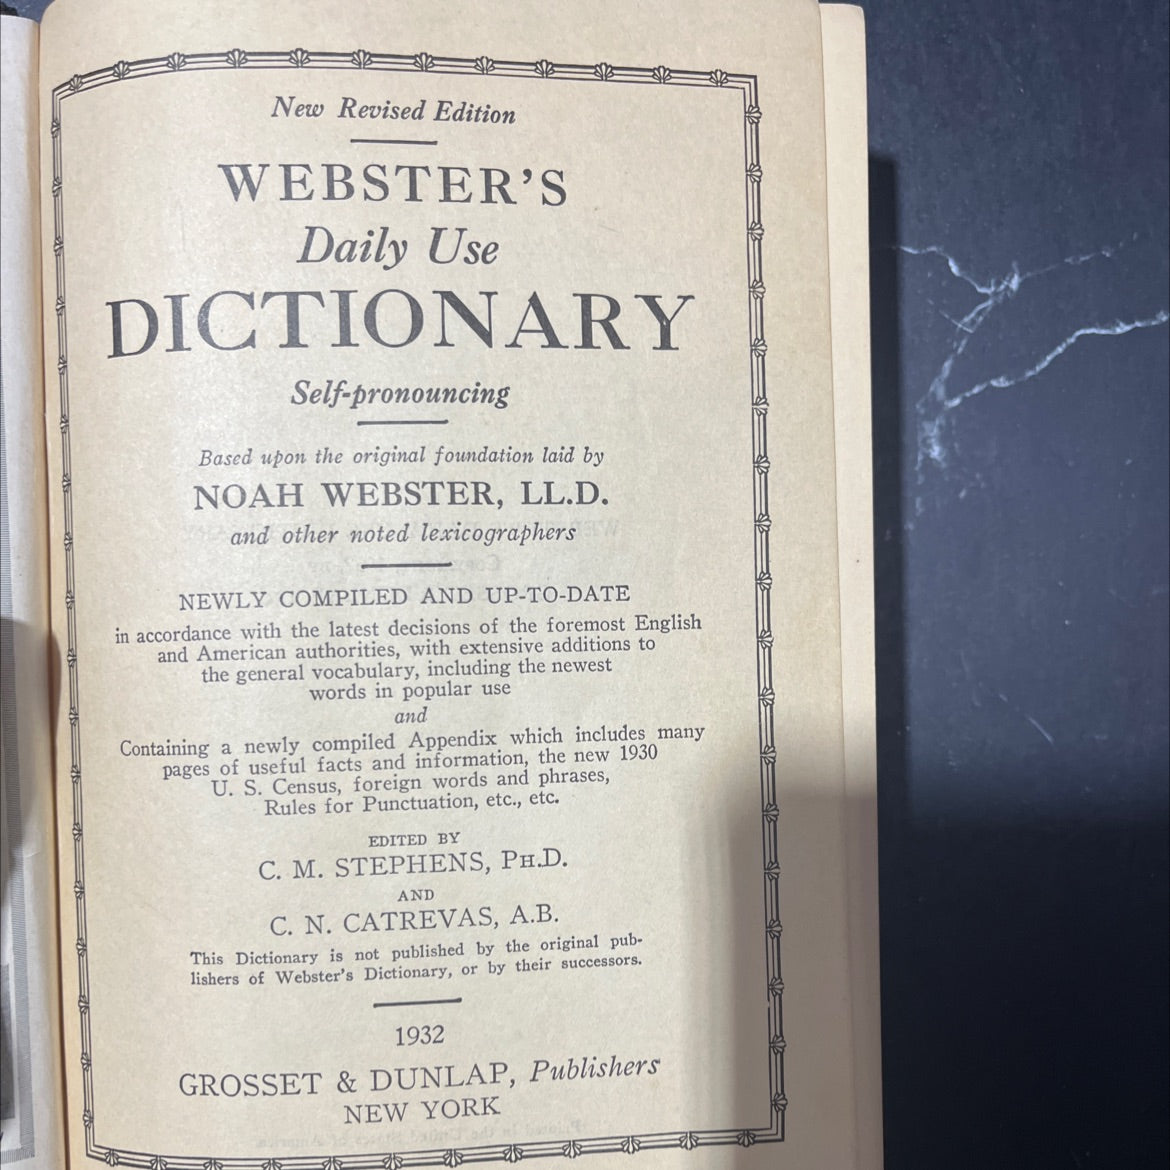 New Revised Edition
WEBSTER'S
Daily Use
DICTIONARY
Self-pronouncing
Based upon the original foundation laid by
NOAH WEBSTER, LL.D.
and other noted lexicographers
NEWLY COMPILED AND UP-TO-DATE
in accordance with the latest decisions of the foremost English
and American authorities, with extensive additions to
the general vocabulary, including the newest
words in popular use
and
Containing a newly compiled Appendix which includes many
pages of useful facts and information, the new 1930
U. S. Census, foreign words and phrases,
Rules for Punctuation, etc., etc.
EDITED BY
C. M. STEPHENS, PH.D.
AND
C. N. CATREVAS, A.B.
This Dictionary is not published by the original pub-
lishers of Webster's Dictionary, or by their successors.
1932
GROSSET & DUNLAP, Publishers
NEW YORK